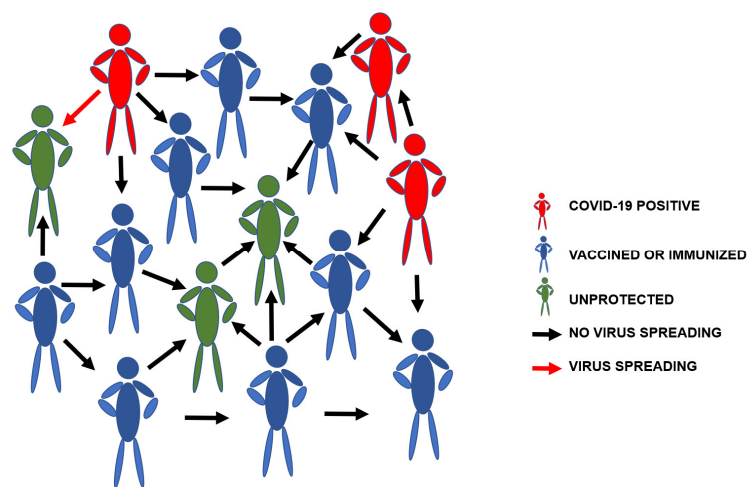 COVID-19 POSITIVE
VACCINED OR IMMUNIZED
UNPROTECTED
NO VIRUS SPREADING
VIRUS SPREADING